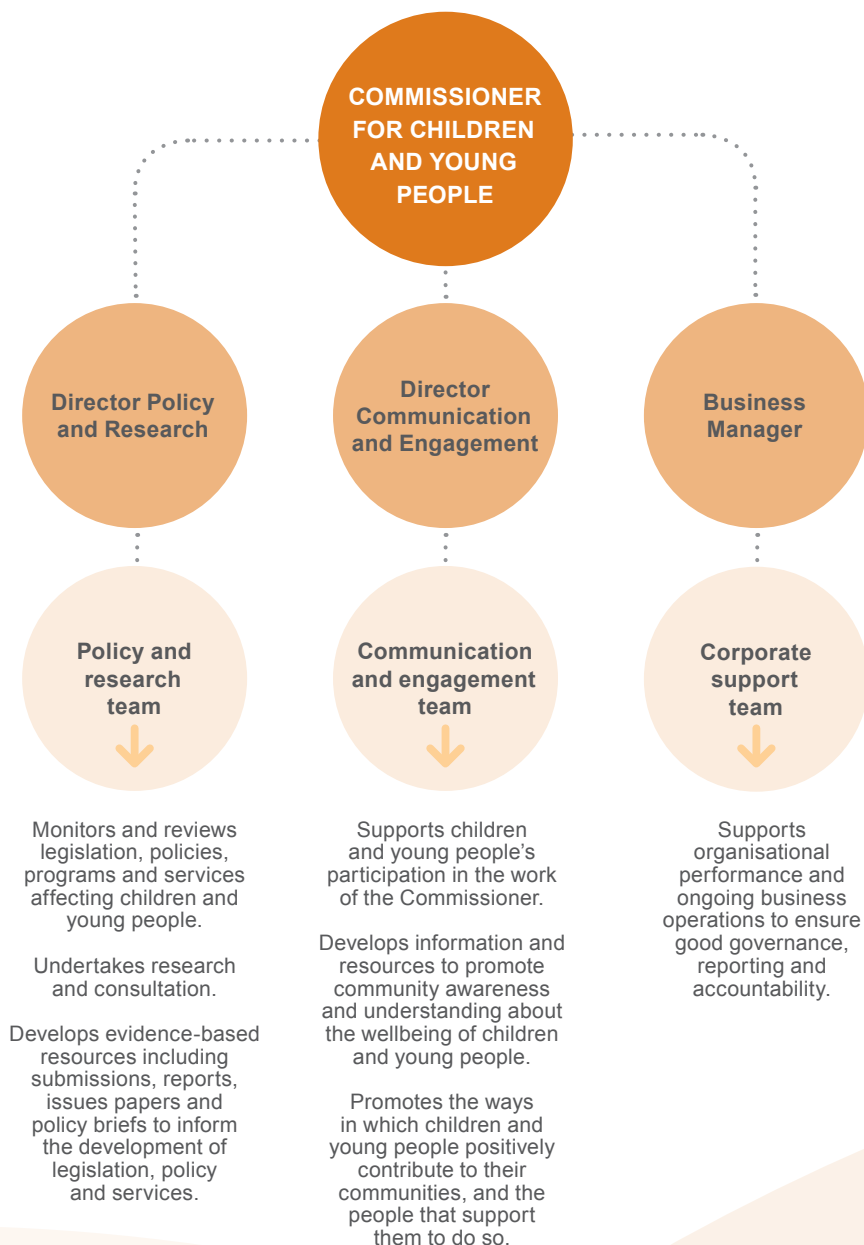 COMMISSIONER
FOR CHILDREN
AND YOUNG
PEOPLE
Director Policy
and Research
Director
Communication
and Engagement
Business
Manager
Policy and
research
team
Communication
and engagement
team
Corporate
support
team
Monitors and reviews
legislation, policies,
programs and services
affecting children and
young people.
Undertakes research
and consultation.
Develops evidence-based
resources including
submissions, reports,
issues papers and
policy briefs to inform
the development of
legislation, policy
and services.
Supports children
and young people's
participation in the work
of the Commissioner.
Develops information and
resources to promote
community awareness
and understanding about
the wellbeing of children
and young people.
Promotes the ways
in which children and
young people positively
contribute to their
communities, and the
people that support
them to do so.
Supports
organisational
performance and
ongoing business
operations to ensure
good governance,
reporting and
accountability.